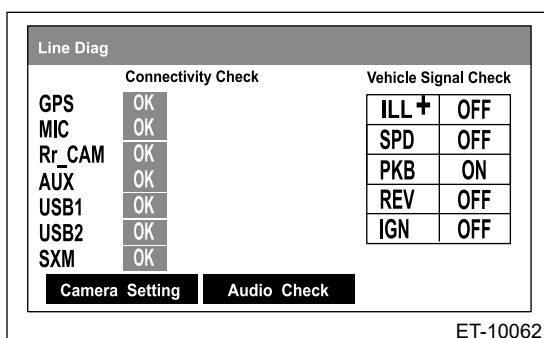 Line Diag
Connectivity Check
GPS OK
MIC OK
Rr_CAM OK
AUX OK
USB1 OK
USB2 OK
SXM OK
Vehicle Signal Check
ILL+ OFF
SPD OFF
PKB ON
REV OFF
IGN OFF
Camera Setting
Audio Check
ET-10062